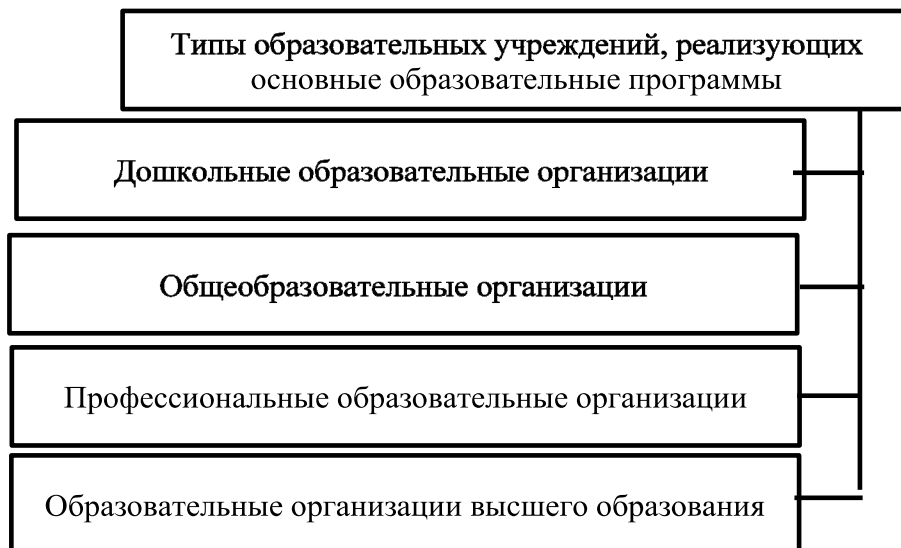 Типы образовательных учреждений, реализующих
основные образовательные программы
Дошкольные образовательные организации
Общеобразовательные организации
Профессиональные образовательные организации
Образовательные организации высшего образования